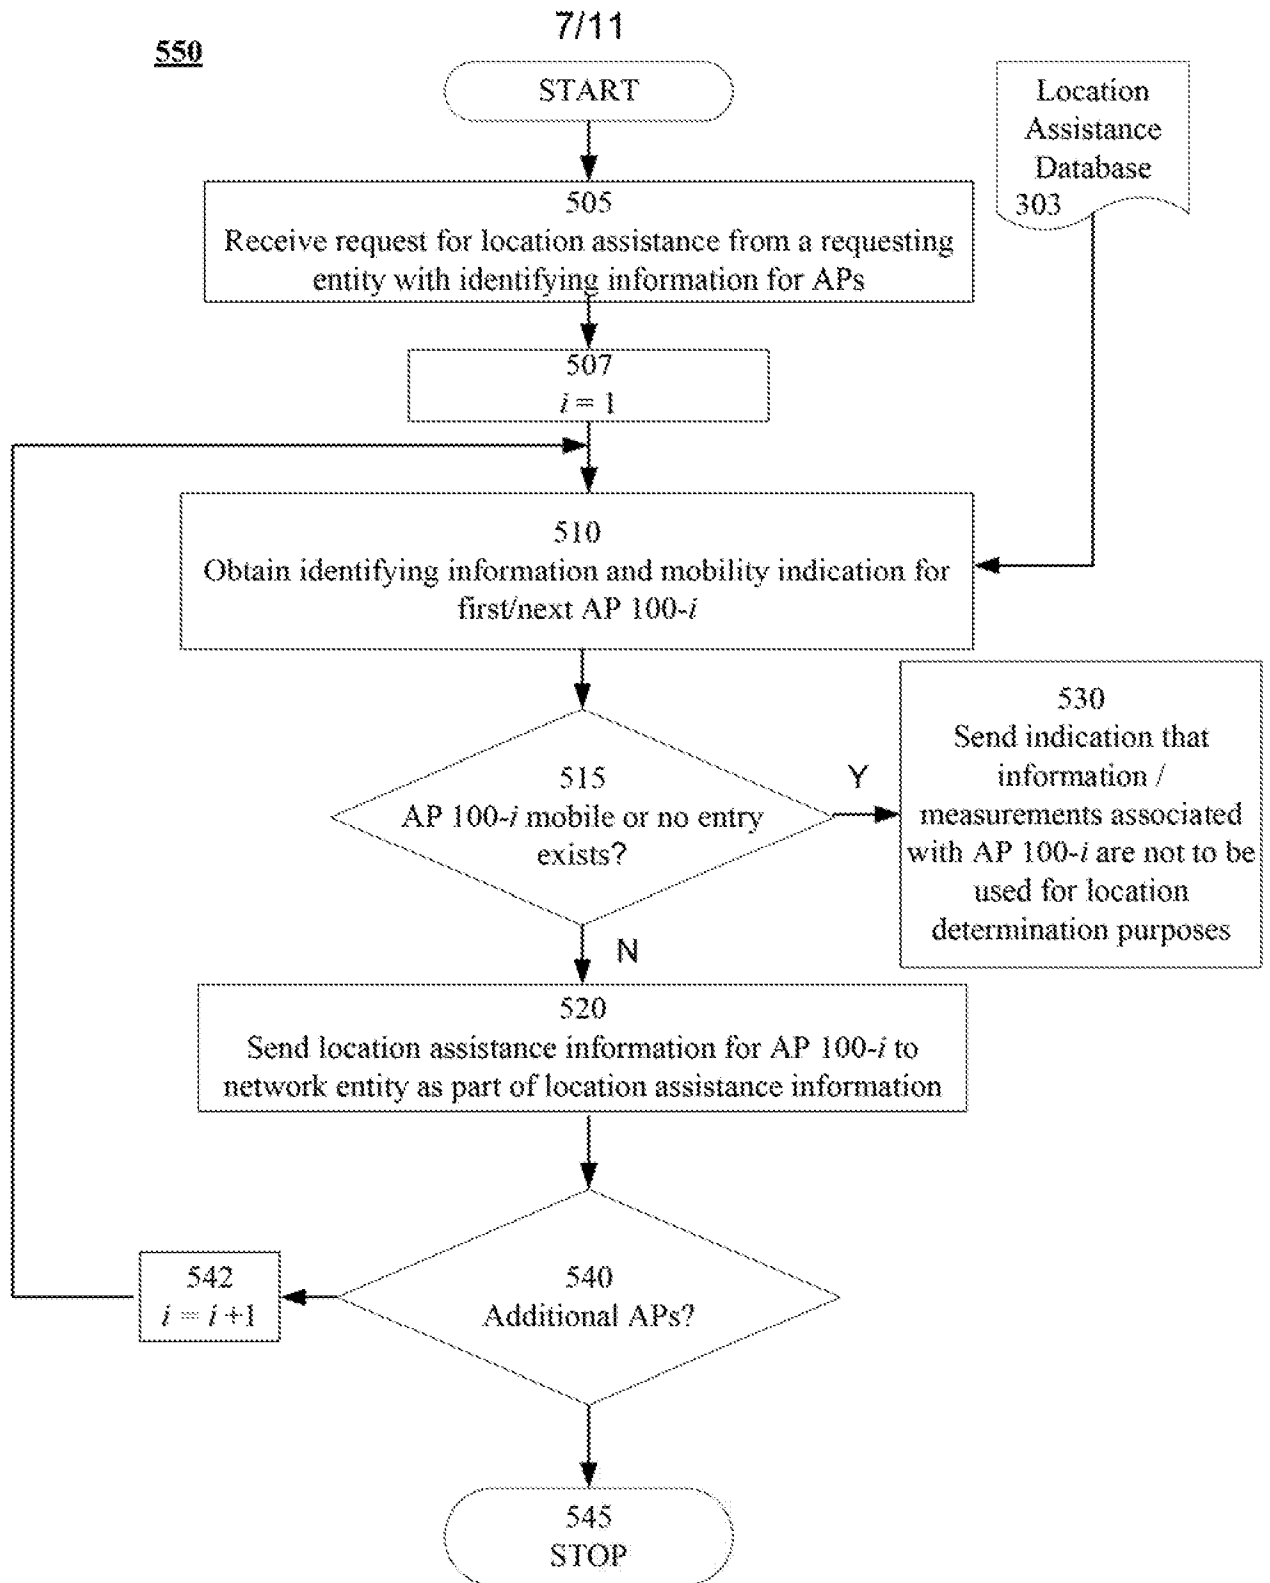 7/11
550
START
Location
Assistance
Database
303
505
Receive request for location assistance from a requesting
entity with identifying information for APs
507
i = 1
510
Obtain identifying information and mobility indication for
first/next AP 100-i
515
AP 100-i mobile or no entry
exists?
Y
530
Send indication that
information /
measurements associated
with AP 100-i are not to be
used for location
determination purposes
N
520
Send location assistance information for AP 100-i to
network entity as part of location assistance information
540
Additional APs?
542
i = i +1
545
STOP